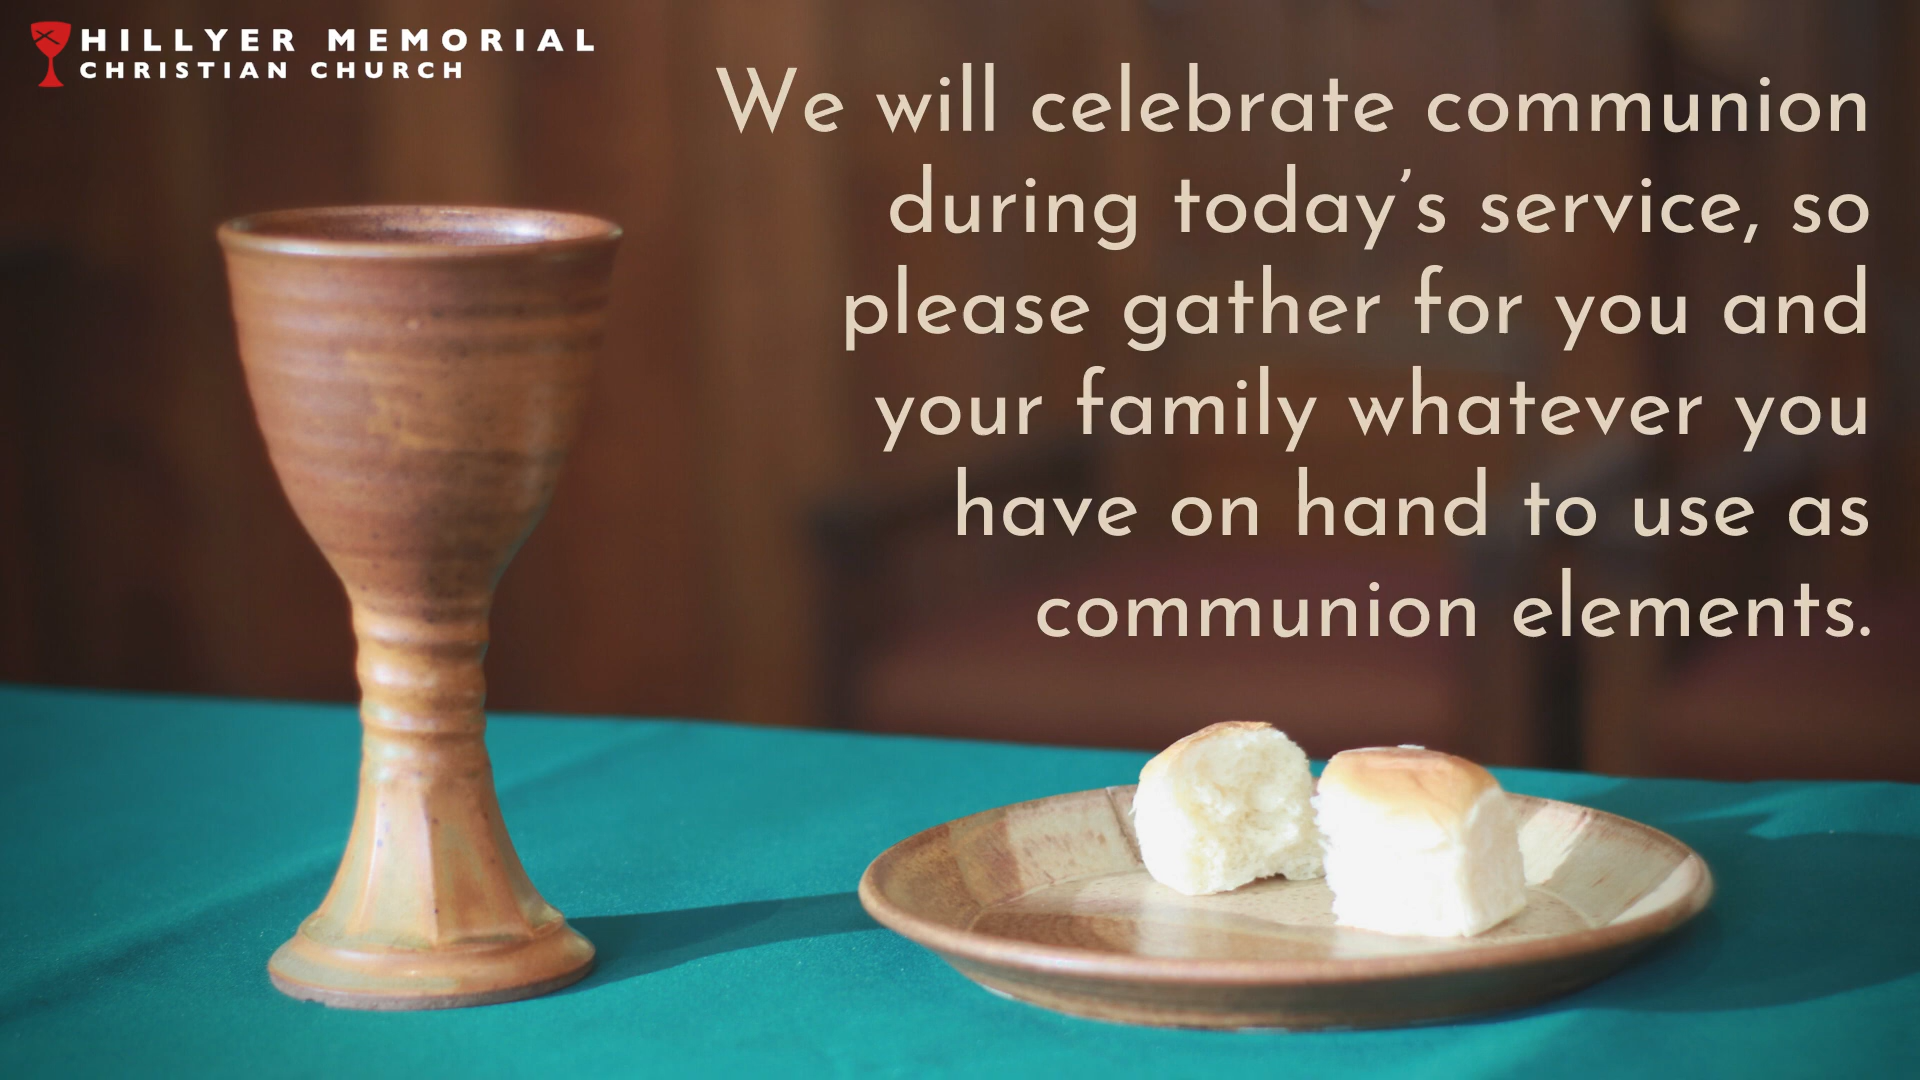 HILLYER MEMORIAL
CHRISTIAN CHURCH
We will celebrate communion
during today’s service, so
please gather for you and
your family whatever you
have on hand to use as
communion elements.